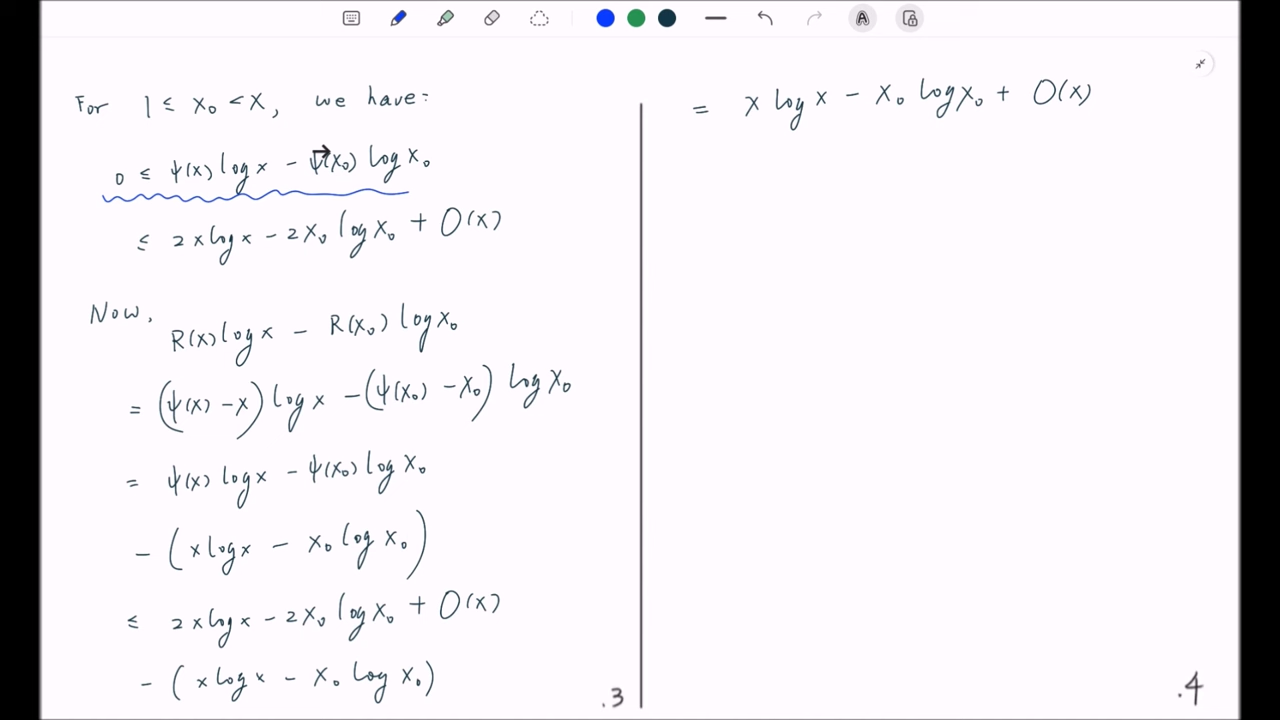 For 1 ≤ x₀ < x, we have:
0 ≤ ψ(x) log x − ψ(x₀) log x₀
≤ 2x log x − 2x₀ log x₀ + O(x)
Now,
R(x) log x − R(x₀) log x₀
= (ψ(x) − x) log x − (ψ(x₀) − x₀) log x₀
= ψ(x) log x − ψ(x₀) log x₀
− (x log x − x₀ log x₀)
≤ 2x log x − 2x₀ log x₀ + O(x)
− (x log x − x₀ log x₀)
.3
= x log x − x₀ log x₀ + O(x)
.4